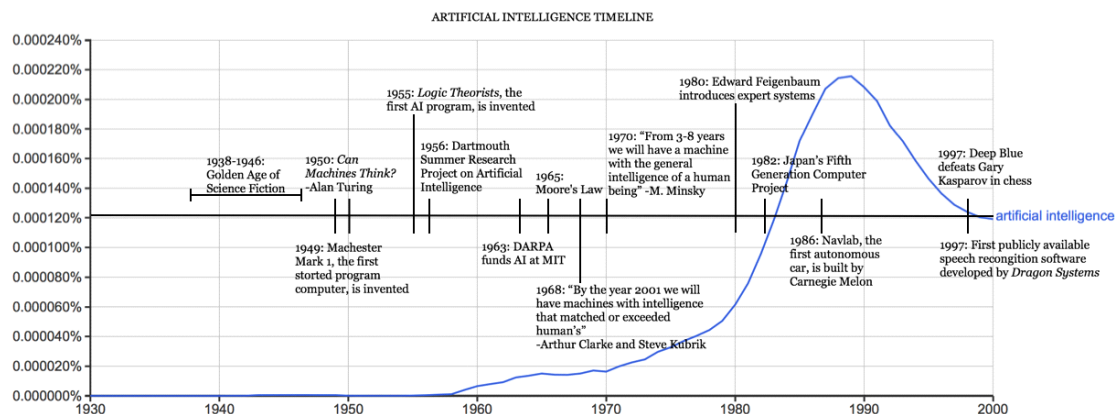 ARTIFICIAL INTELLIGENCE TIMELINE
0.000240%
0.000220%
0.000200%
0.000180%
0.000160%
0.000140%
0.000120%
0.000100%
0.000080%
0.000060%
0.000040%
0.000020%
0.000000%
1938-1946:
Golden Age of
Science Fiction
1950: Can
Machines Think?
-Alan Turing
1949: Machester
Mark 1, the first
storted program
computer, is invented
1955: Logic Theorists, the
first AI program, is invented
1956: Dartmouth
Summer Research
Project on Artificial
Intelligence
1963: DARPA
funds AI at MIT
1965:
Moore's Law
1968: “By the year 2001 we will
have machines with intelligence
that matched or exceeded
human’s”
-Arthur Clarke and Steve Kubrik
1970: “From 3-8 years
we will have a machine
with the general
intelligence of a human
being” -M. Minsky
1980: Edward Feigenbaum
introduces expert systems
1982: Japan’s Fifth
Generation Computer
Project
1986: Navlab, the
first autonomous
car, is built by
Carnegie Melon
1997: Deep Blue
defeats Gary
Kasparov in chess
artificial intelligence
1997: First publicly available
speech recongition software
developed by Dragon Systems
1930
1940
1950
1960
1970
1980
1990
2000